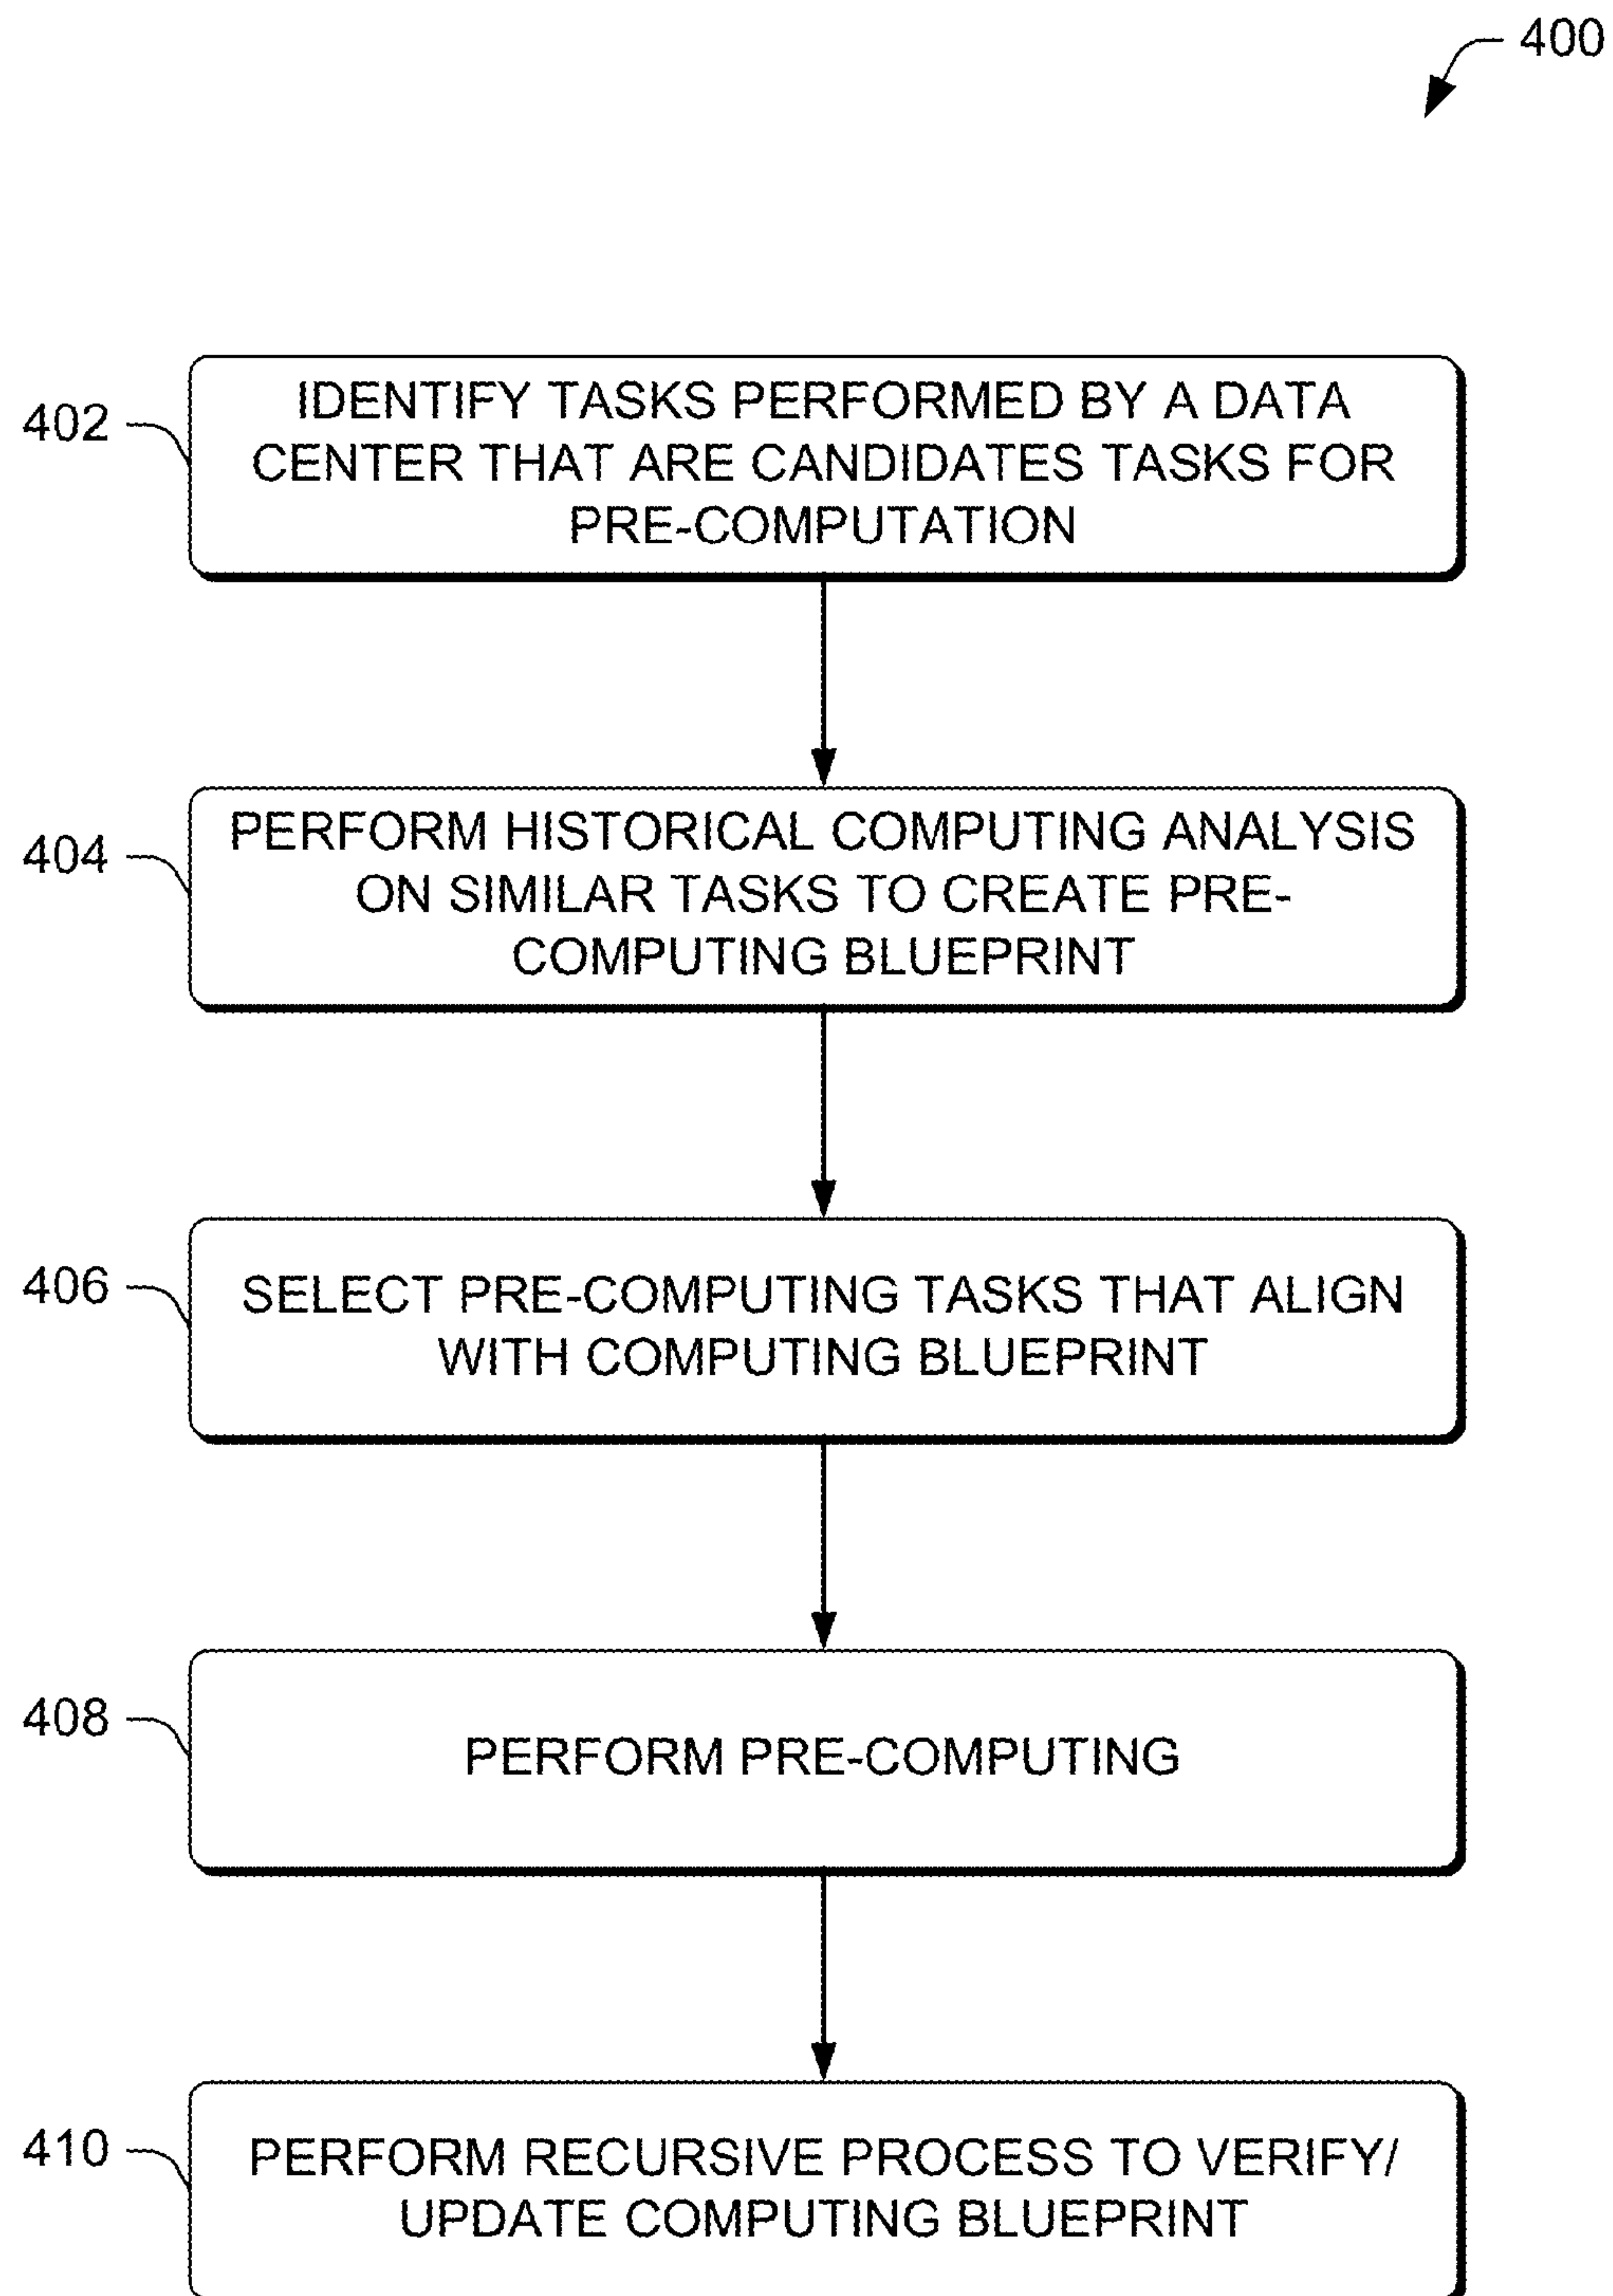 400
402
IDENTIFY TASKS PERFORMED BY A DATA
CENTER THAT ARE CANDIDATES TASKS FOR
PRE-COMPUTATION
404
PERFORM HISTORICAL COMPUTING ANALYSIS
ON SIMILAR TASKS TO CREATE PRE-
COMPUTING BLUEPRINT
406
SELECT PRE-COMPUTING TASKS THAT ALIGN
WITH COMPUTING BLUEPRINT
408
PERFORM PRE-COMPUTING
410
PERFORM RECURSIVE PROCESS TO VERIFY/
UPDATE COMPUTING BLUEPRINT